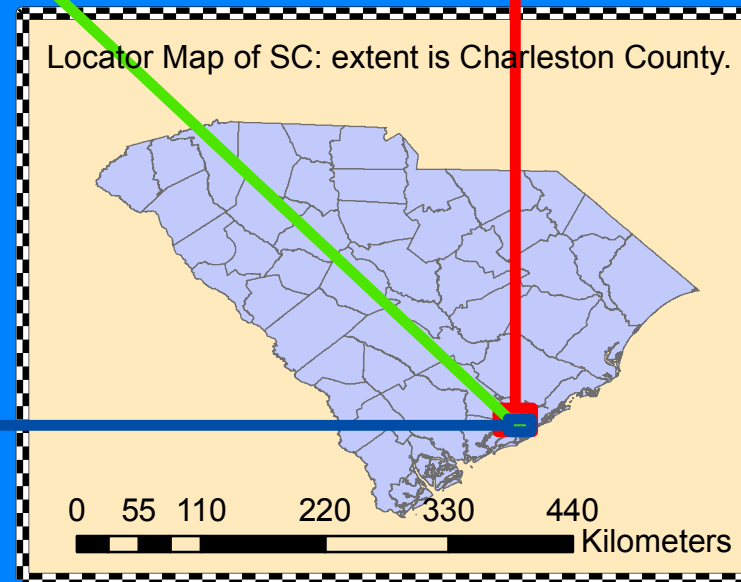 Locator Map of SC: extent is Charleston County.
0 55 110 220 330 440
Kilometers